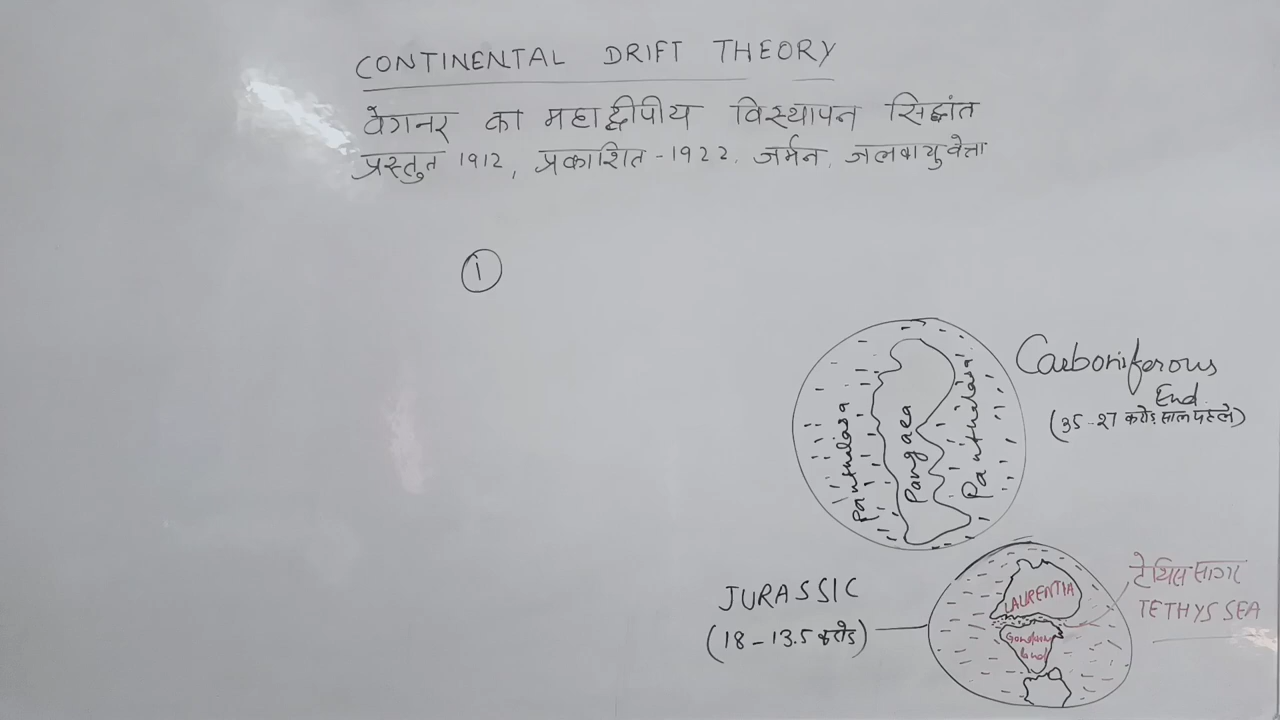 CONTINENTAL DRIFT THEORY
वेगनर का महाद्वीपीय विस्थापन सिद्धांत
प्रस्तुत 1912, प्रकाशित - 1922. जर्मन, जलवायुवेत्ता
1
Carboniferous
End.
(35-27 करोड़ साल पहले)
Panthalasa
Pangaea
Panthalasa
JURASSIC
(18-13.5 करोड़)
LAURENTIA
Gondwana
land
टेथिस सागर
TETHYS SEA